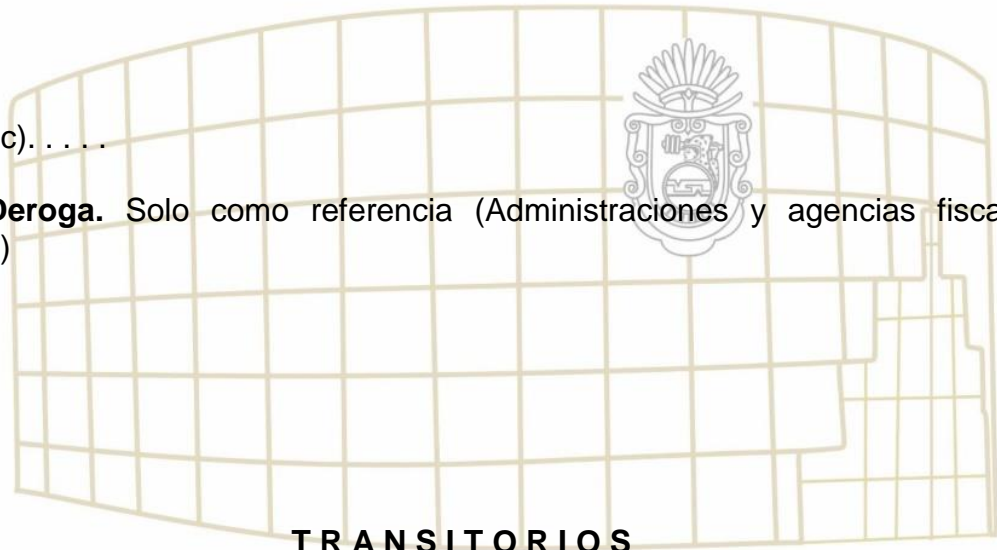 c). . . . .
Deroga. Solo como referencia (Administraciones y agencias fisca
)
T R A N S I T O R I O S